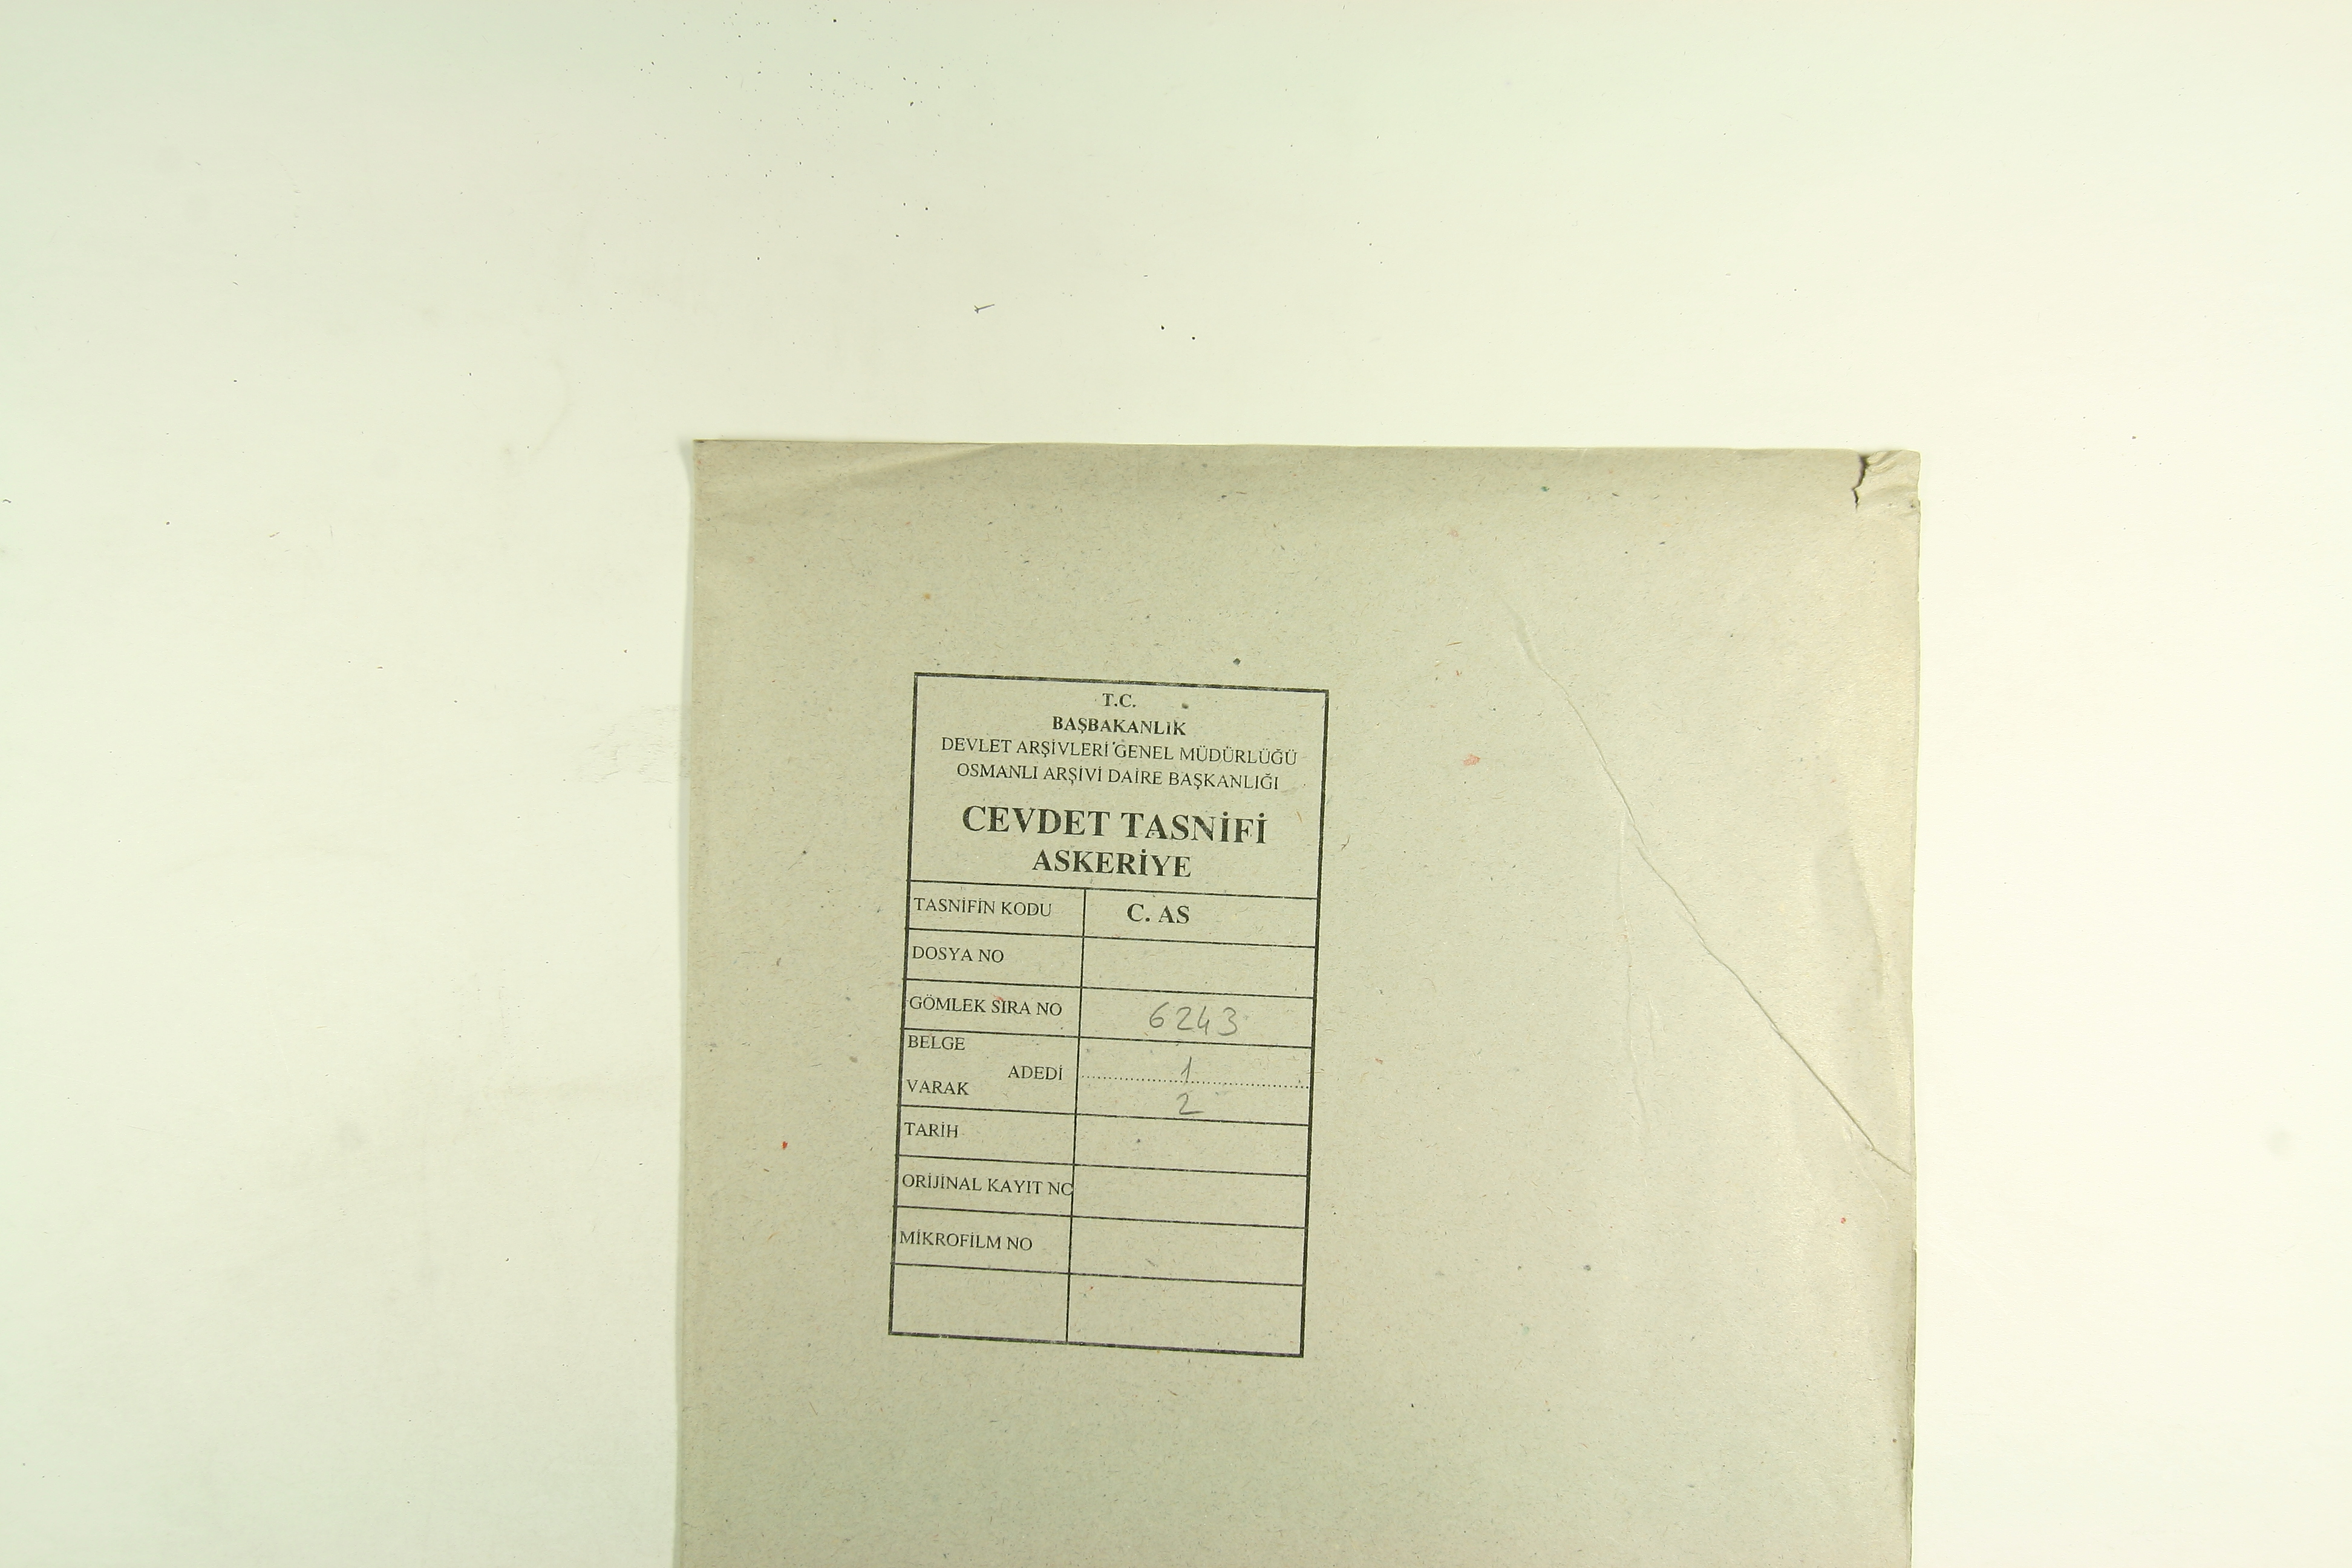 T.C.
BAŞBAKANLIK
DEVLET ARŞİVLERİ GENEL MÜDÜRLÜĞÜ
OSMANLI ARŞİVİ DAİRE BAŞKANLIĞI
CEVDET TASNİFİ
ASKERİYE
TASNİFİN KODU C. AS
DOSYA NO
GÖMLEK SIRA NO 6243
BELGE
ADEDİ 1
VARAK 2
TARİH
ORİJİNAL KAYIT NO
MİKROFİLM NO